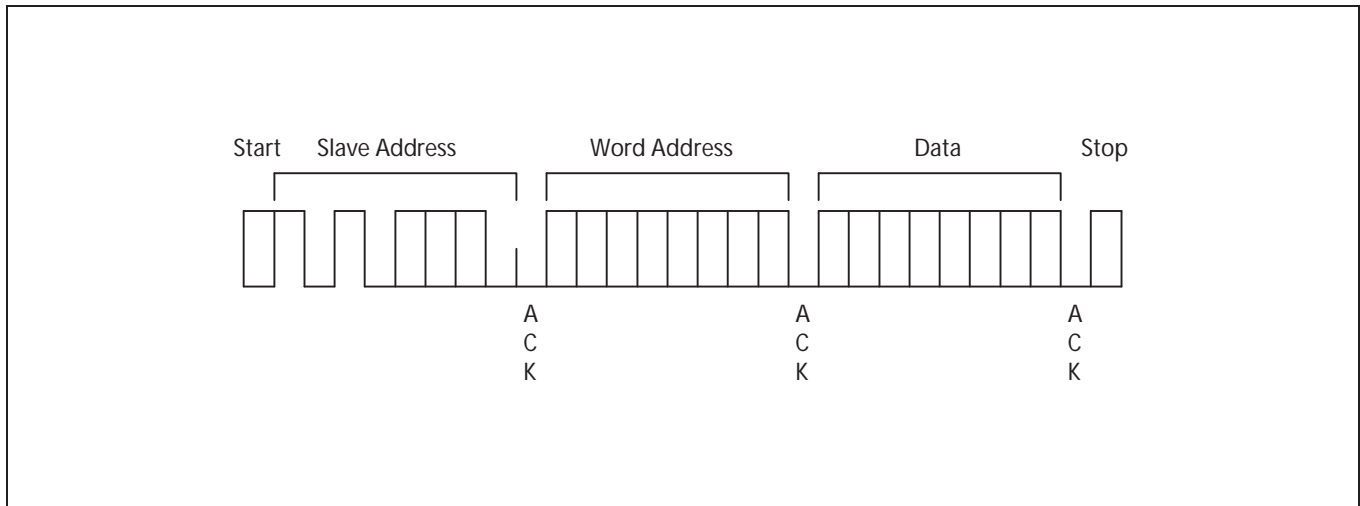 Start Slave Address Word Address Data Stop
A A A
C C C
K K K